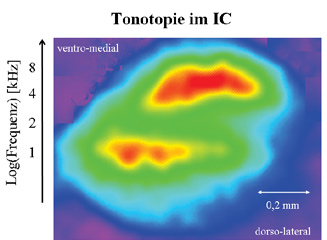 Tonotopie im IC
ventro-medial
Log(Frequenz) [kHz]
8
4
2
1
0,2 mm
dorso-lateral